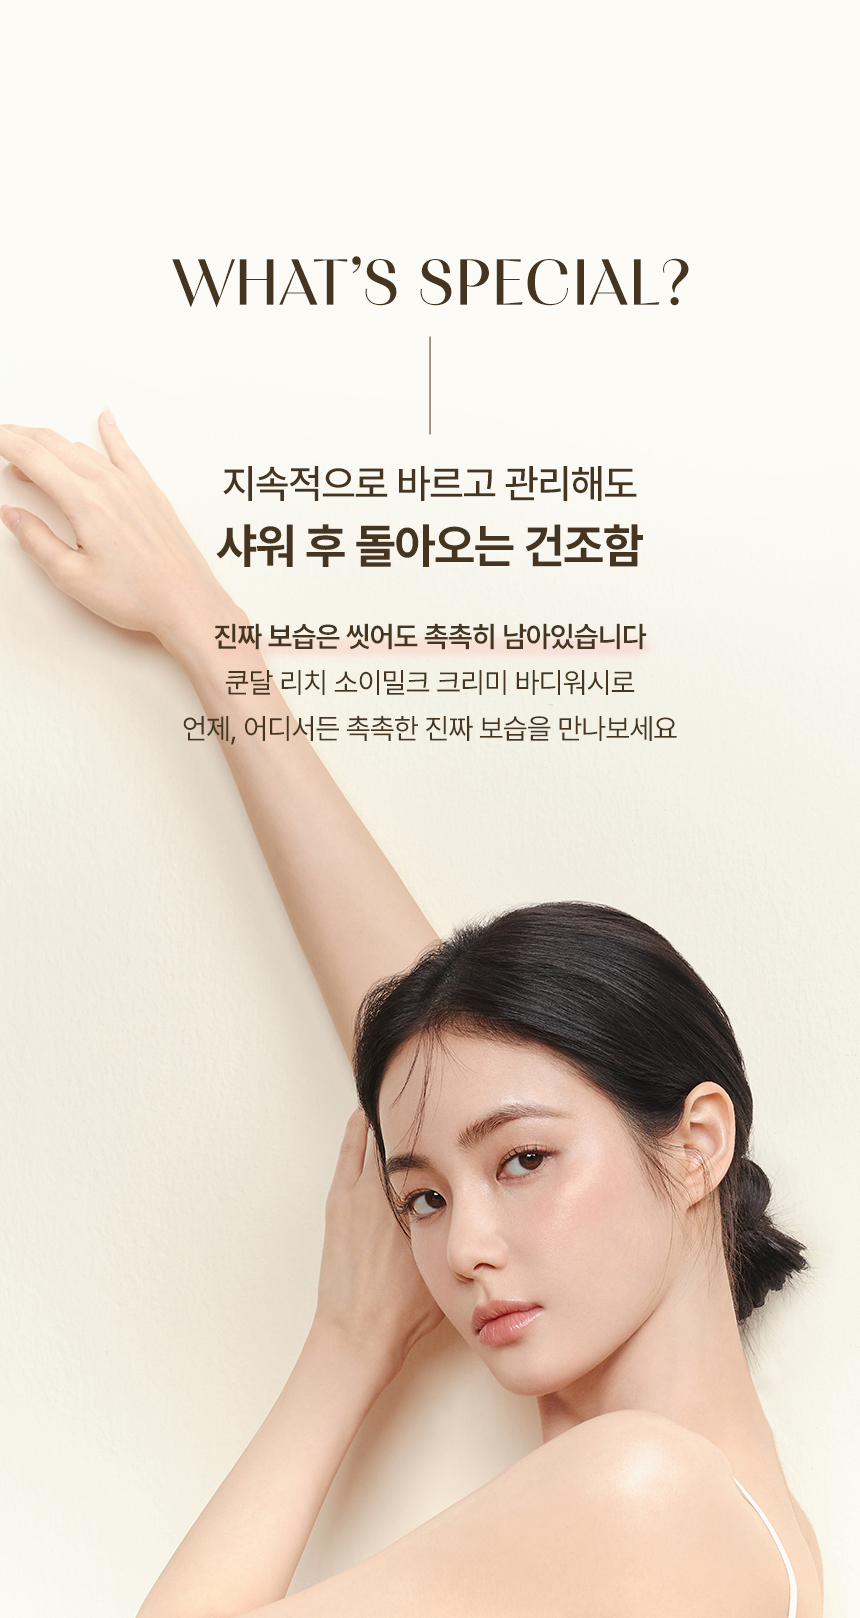 WHAT'S SPECIAL?
지속적으로 바르고 관리해도
샤워 후 돌아오는 건조함
진짜 보습은 씻어도 촉촉히 남아있습니다
쿤달 리치 소이밀크 크리미 바디워시로
언제, 어디서든 촉촉한 진짜 보습을 만나보세요